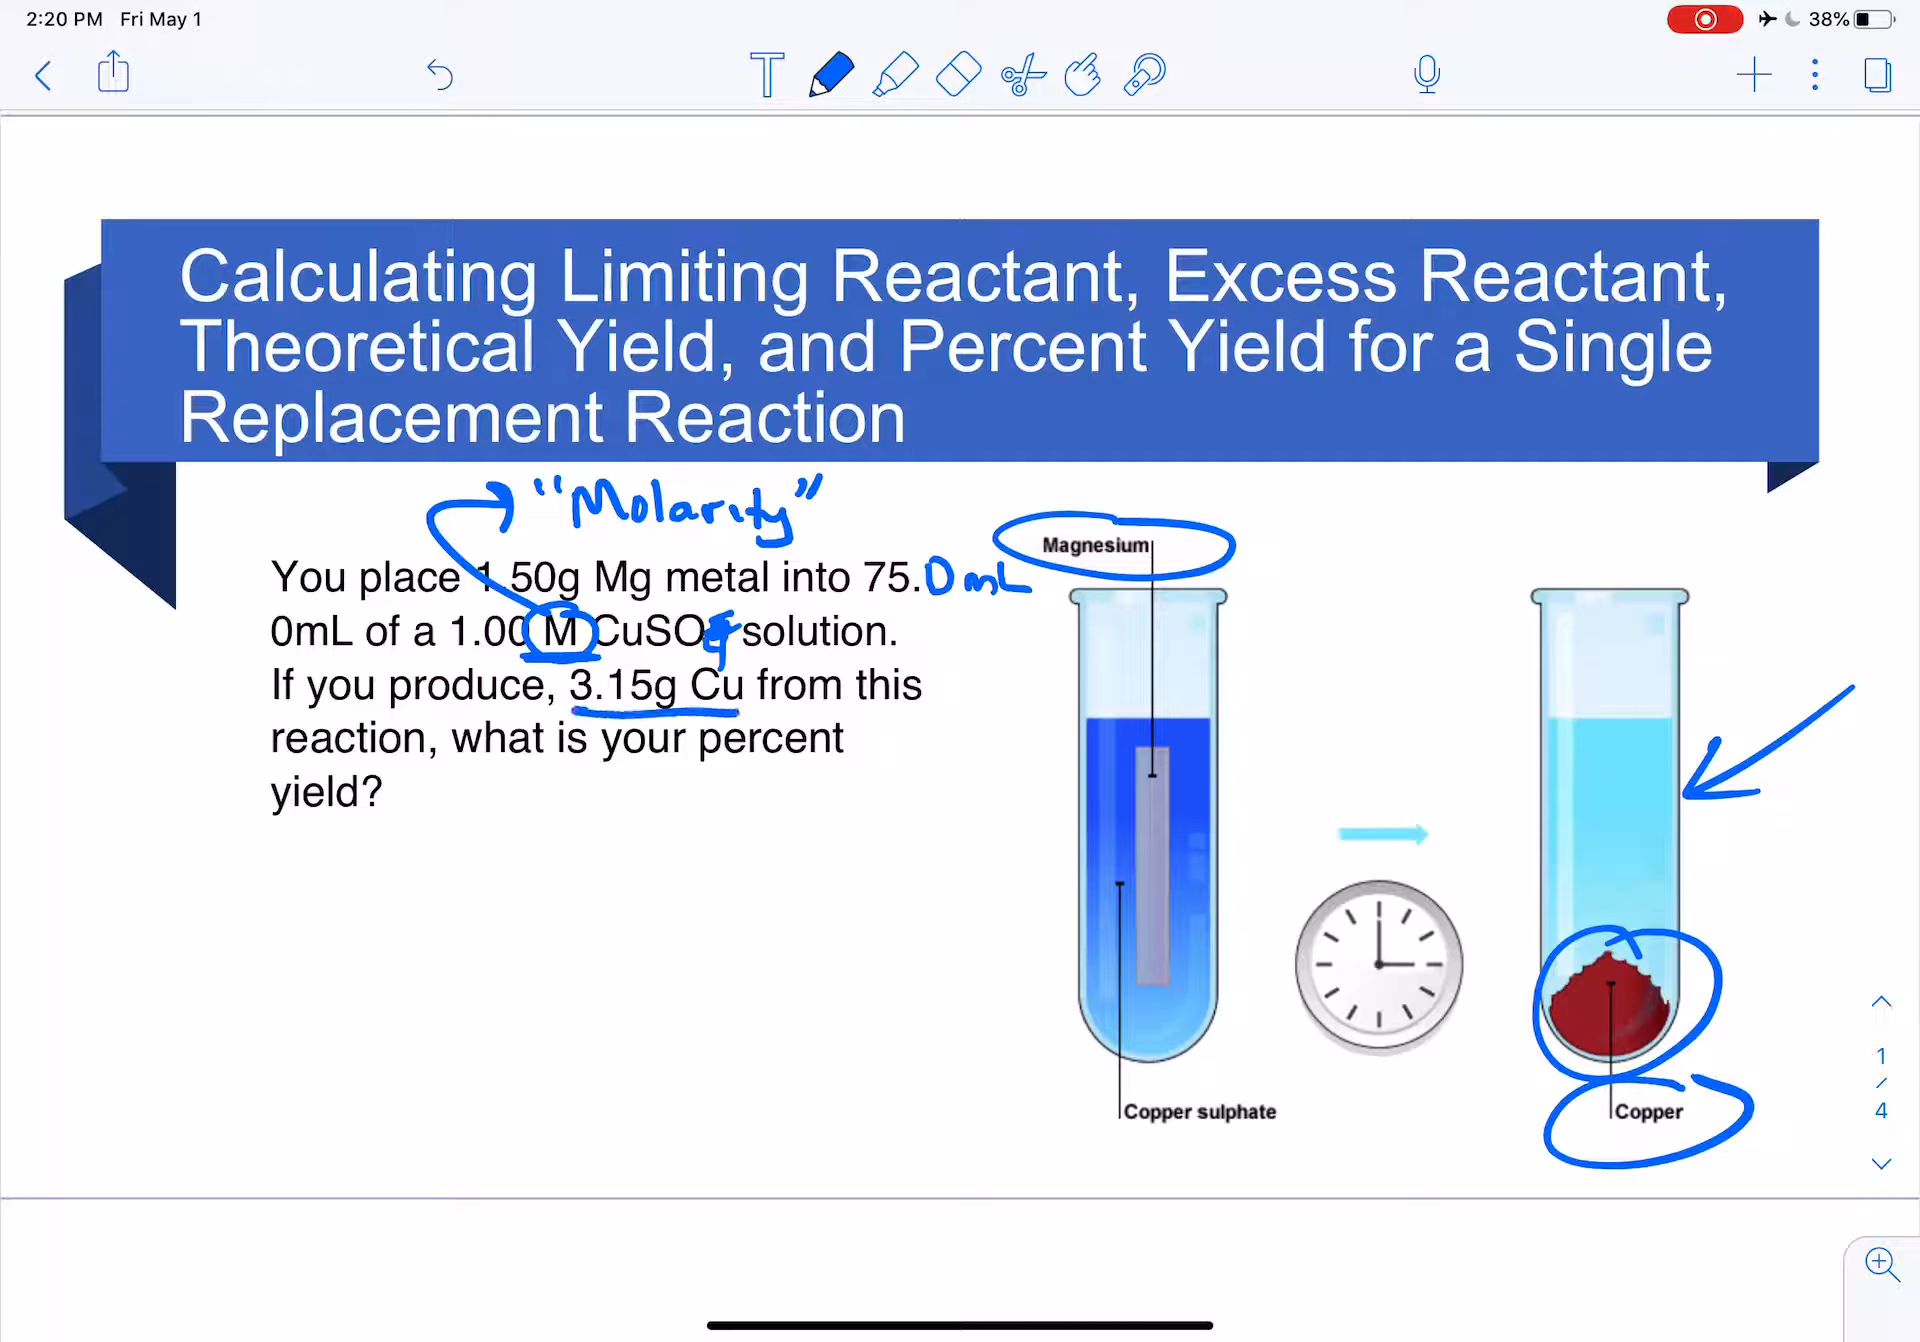 2:20 PM Fri May 1
38%
Calculating Limiting Reactant, Excess Reactant,
Theoretical Yield, and Percent Yield for a Single
Replacement Reaction
"Molarity"
You place 1.50g Mg metal into 75.0 mL
0mL of a 1.00 M CuSO4 solution.
If you produce, 3.15g Cu from this
reaction, what is your percent
yield?
Magnesium
Copper sulphate
Copper
1
/
4